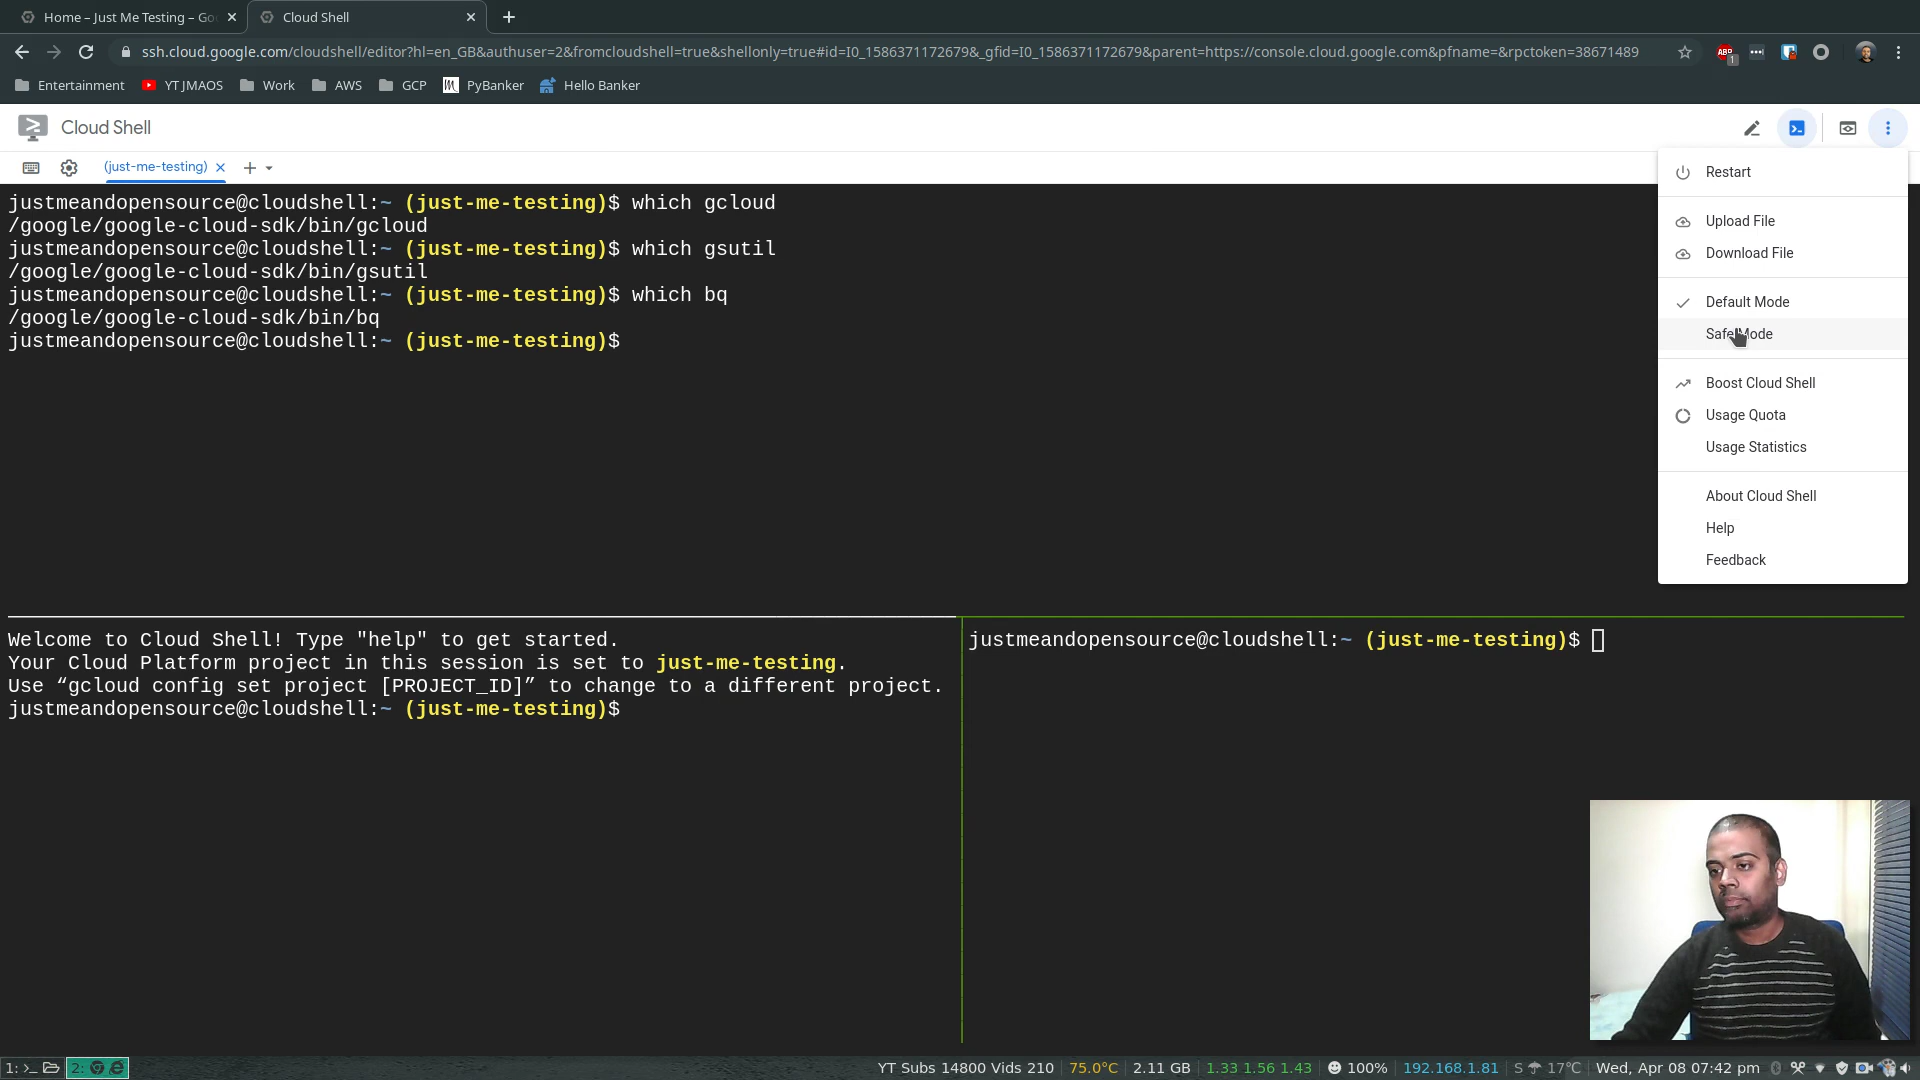 Home – Just Me Testing – Go
Cloud Shell
ssh.cloud.google.com/cloudshell/editor?hl=en_GB&authuser=2&fromcloudshell=true&shellonly=true#id=I0_1586371172679&_gfid=I0_1586371172679&parent=https://console.cloud.google.com&pfname=&rpctoken=38671489
ABP
1
Entertainment
YT JMAOS
Work
AWS
GCP
PyBanker
Hello Banker
Cloud Shell
(just-me-testing)
Restart
Upload File
Download File
Default Mode
Safe Mode
Boost Cloud Shell
Usage Quota
Usage Statistics
About Cloud Shell
Help
Feedback
justmeandopensource@cloudshell:~ (just-me-testing)$ which gcloud
/google/google-cloud-sdk/bin/gcloud
justmeandopensource@cloudshell:~ (just-me-testing)$ which gsutil
/google/google-cloud-sdk/bin/gsutil
justmeandopensource@cloudshell:~ (just-me-testing)$ which bq
/google/google-cloud-sdk/bin/bq
justmeandopensource@cloudshell:~ (just-me-testing)$
Welcome to Cloud Shell! Type "help" to get started.
Your Cloud Platform project in this session is set to just-me-testing.
Use “gcloud config set project [PROJECT_ID]” to change to a different project.
justmeandopensource@cloudshell:~ (just-me-testing)$
justmeandopensource@cloudshell:~ (just-me-testing)$
1: >_
2:
YT Subs 14800 Vids 210
75.0°C
2.11 GB
1.33 1.56 1.43
100%
192.168.1.81
S ☂ 17°C
Wed, Apr 08 07:42 pm